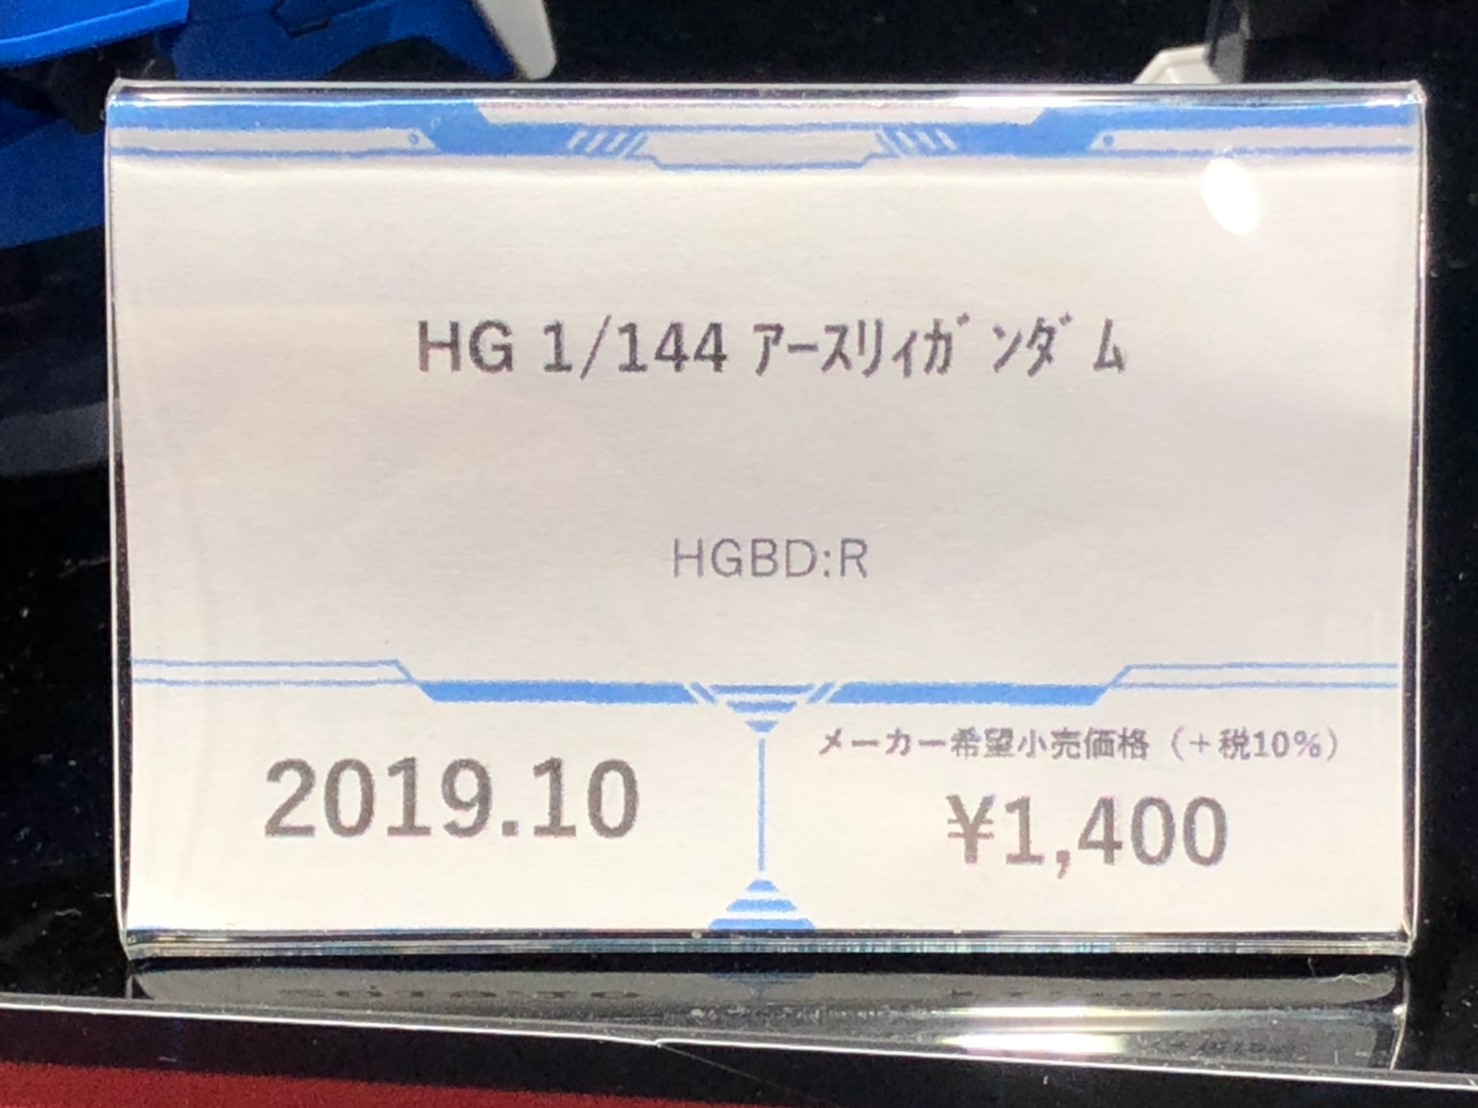 HG 1/144 ｱｰｽﾘｨｶﾞﾝﾀﾞﾑ
HGBD:R
2019.10
メーカー希望小売価格（＋税10%）
¥1,400